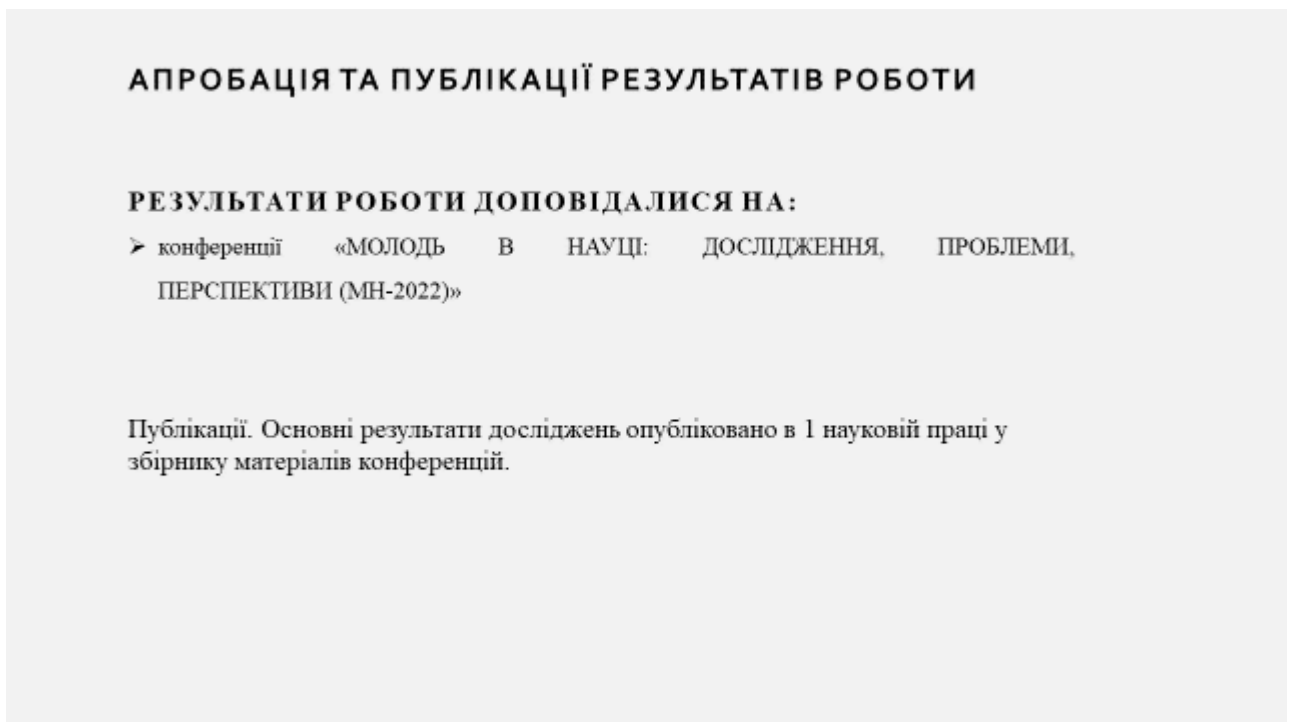 АПРОБАЦІЯ ТА ПУБЛІКАЦІЇ РЕЗУЛЬТАТІВ РОБОТИ
РЕЗУЛЬТАТИ РОБОТИ ДОПОВІДАЛИСЯ НА:
➢ конференції «МОЛОДЬ В НАУЦІ: ДОСЛІДЖЕННЯ, ПРОБЛЕМИ,
ПЕРСПЕКТИВИ (МН-2022)»
Публікації. Основні результати досліджень опубліковано в 1 науковій праці у
збірнику матеріалів конференцій.